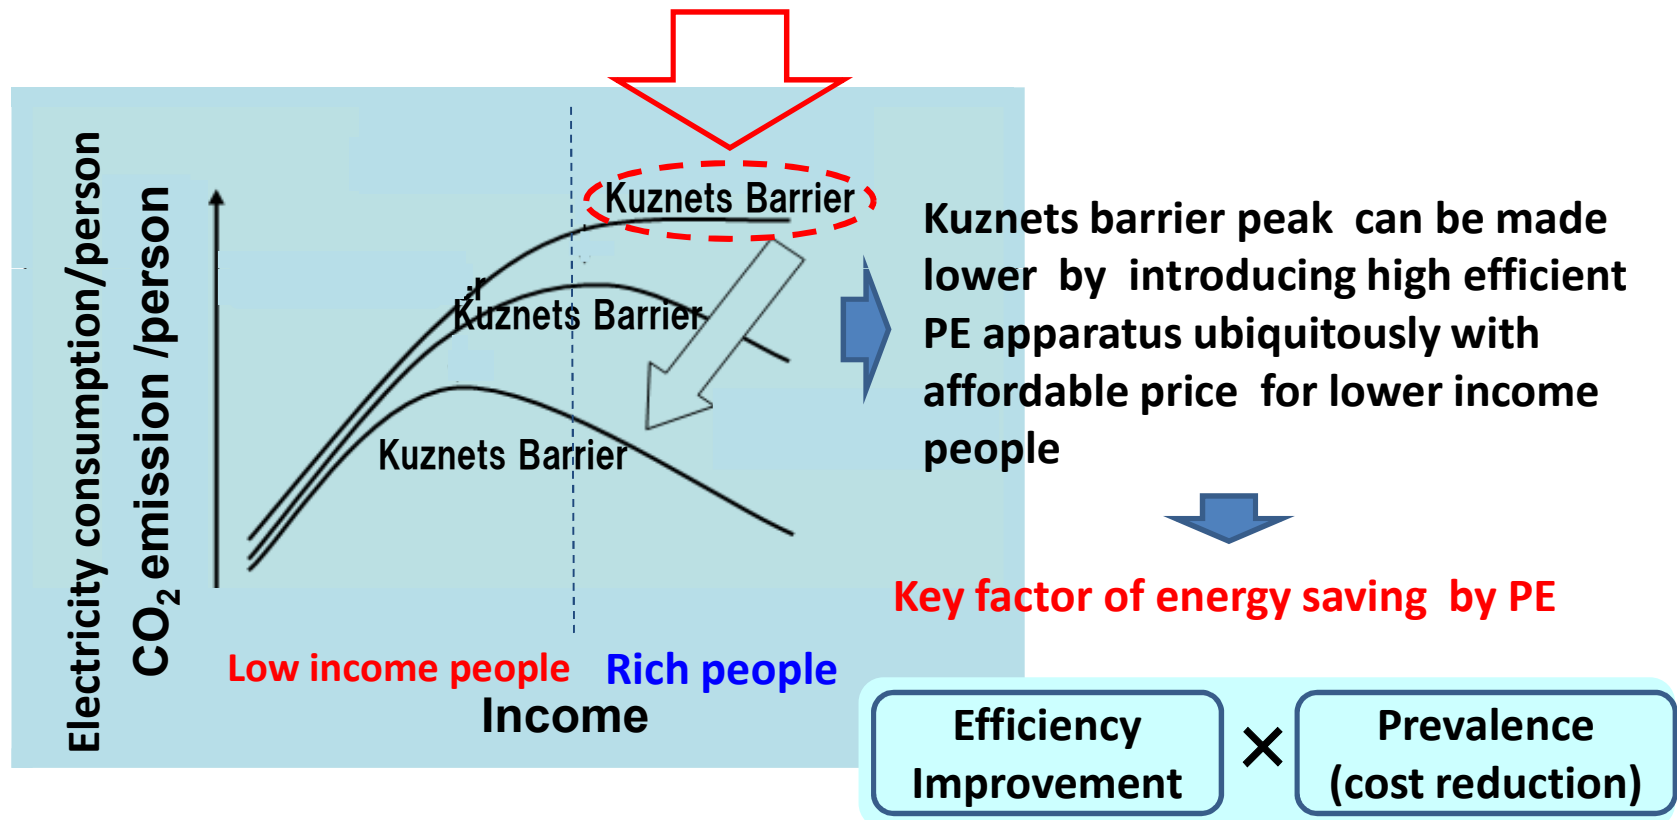 Electricity consumption/person
CO₂ emission /person
Kuznets Barrier
Kuznets Barrier
Kuznets Barrier
Low income people
Rich people
Income
Kuznets barrier peak can be made
lower by introducing high efficient
PE apparatus ubiquitously with
affordable price for lower income
people
Key factor of energy saving by PE
Efficiency
Improvement
×
Prevalence
(cost reduction)